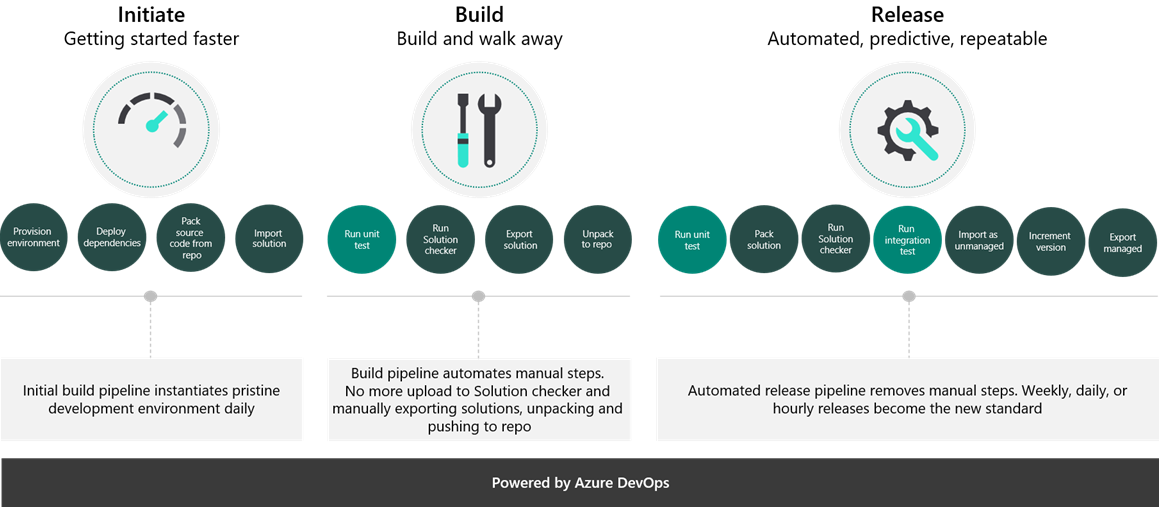 Initiate
Getting started faster
Build
Build and walk away
Release
Automated, predictive, repeatable
Provision
environment
Deploy
dependencies
Pack
source
code from
repo
Import
solution
Run unit
test
Run
Solution
checker
Export
solution
Unpack
to repo
Run unit
test
Pack
solution
Run
Solution
checker
Run
integration
test
Import as
unmanaged
Increment
version
Export
managed
Initial build pipeline instantiates pristine
development environment daily
Build pipeline automates manual steps.
No more upload to Solution checker and
manually exporting solutions, unpacking and
pushing to repo
Automated release pipeline removes manual steps. Weekly, daily, or
hourly releases become the new standard
Powered by Azure DevOps